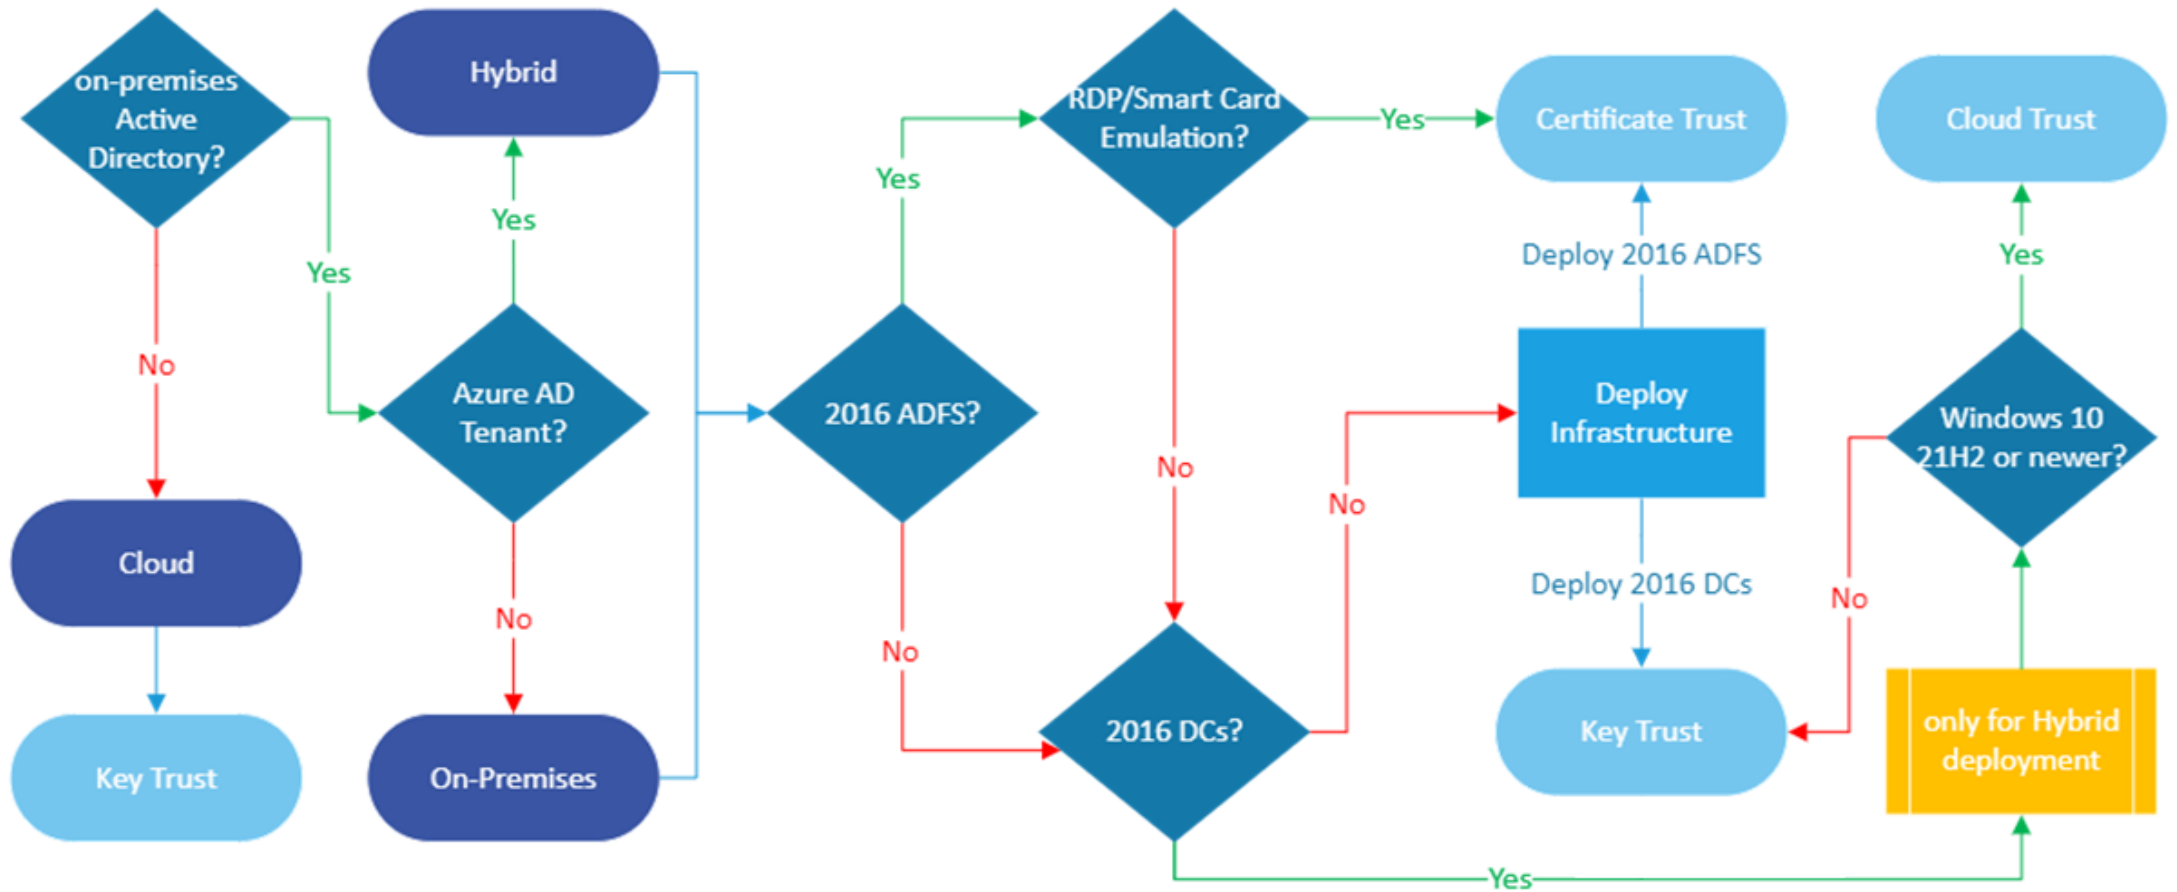 on-premises
Active
Directory?
Yes
No
Cloud
Key Trust
Hybrid
Yes
Azure AD
Tenant?
No
On-Premises
2016 ADFS?
Yes
No
RDP/Smart Card
Emulation?
Yes
No
2016 DCs?
No
Yes
Certificate Trust
Deploy 2016 ADFS
Deploy
Infrastructure
Deploy 2016 DCs
Key Trust
Cloud Trust
Yes
Windows 10
21H2 or newer?
No
only for Hybrid
deployment